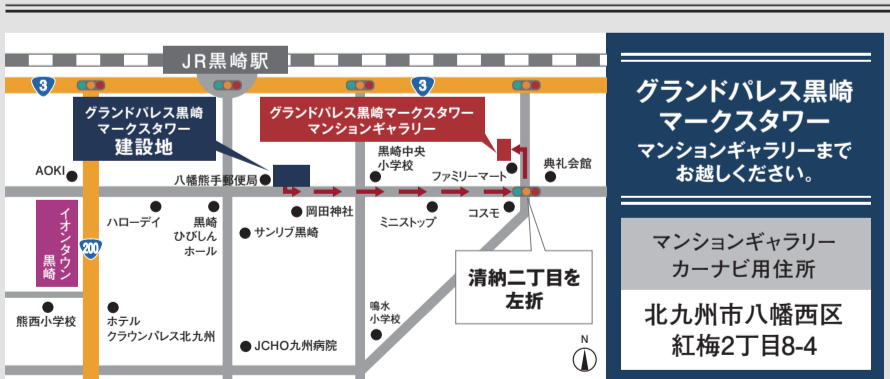 JR黒崎駅
3
3
グランドパレス黒崎
マークスタワー
建設地
グランドパレス黒崎マークスタワー
マンションギャラリー
AOKI
八幡熊手郵便局
黒崎中央
小学校
ファミリーマート
典礼会館
イオンタウン
黒崎
200
ハローデイ
黒崎
ひびしん
ホール
岡田神社
サンリブ黒崎
ミニストップ
コスモ
清納二丁目を
左折
熊西小学校
ホテル
クラウンパレス北九州
JCHO九州病院
鳴水
小学校
N
グランドパレス黒崎
マークスタワー
マンションギャラリーまで
お越しください。
マンションギャラリー
カーナビ用住所
北九州市八幡西区
紅梅2丁目8-4